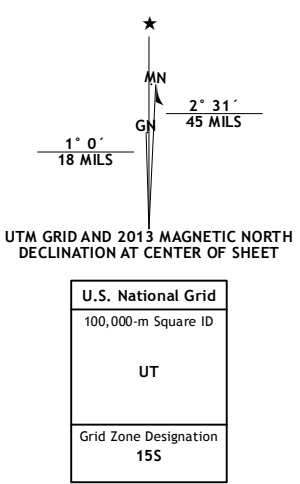 ★
MN
GN
2° 31´
45 MILS
1° 0´
18 MILS
UTM GRID AND 2013 MAGNETIC NORTH
DECLINATION AT CENTER OF SHEET
U.S. National Grid
100,000-m Square ID
UT
Grid Zone Designation
15S